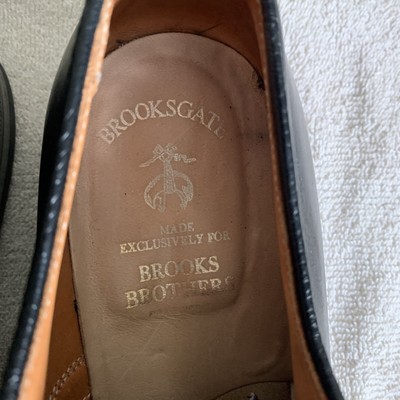 BROOKSGATE
MADE
EXCLUSIVELY FOR
BROOKS
BROTHERS